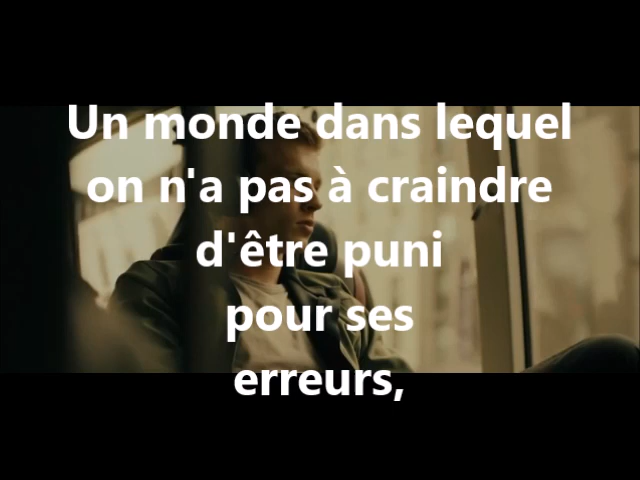 Un monde dans lequel
on n'a pas à craindre
d'être puni
pour ses
erreurs,